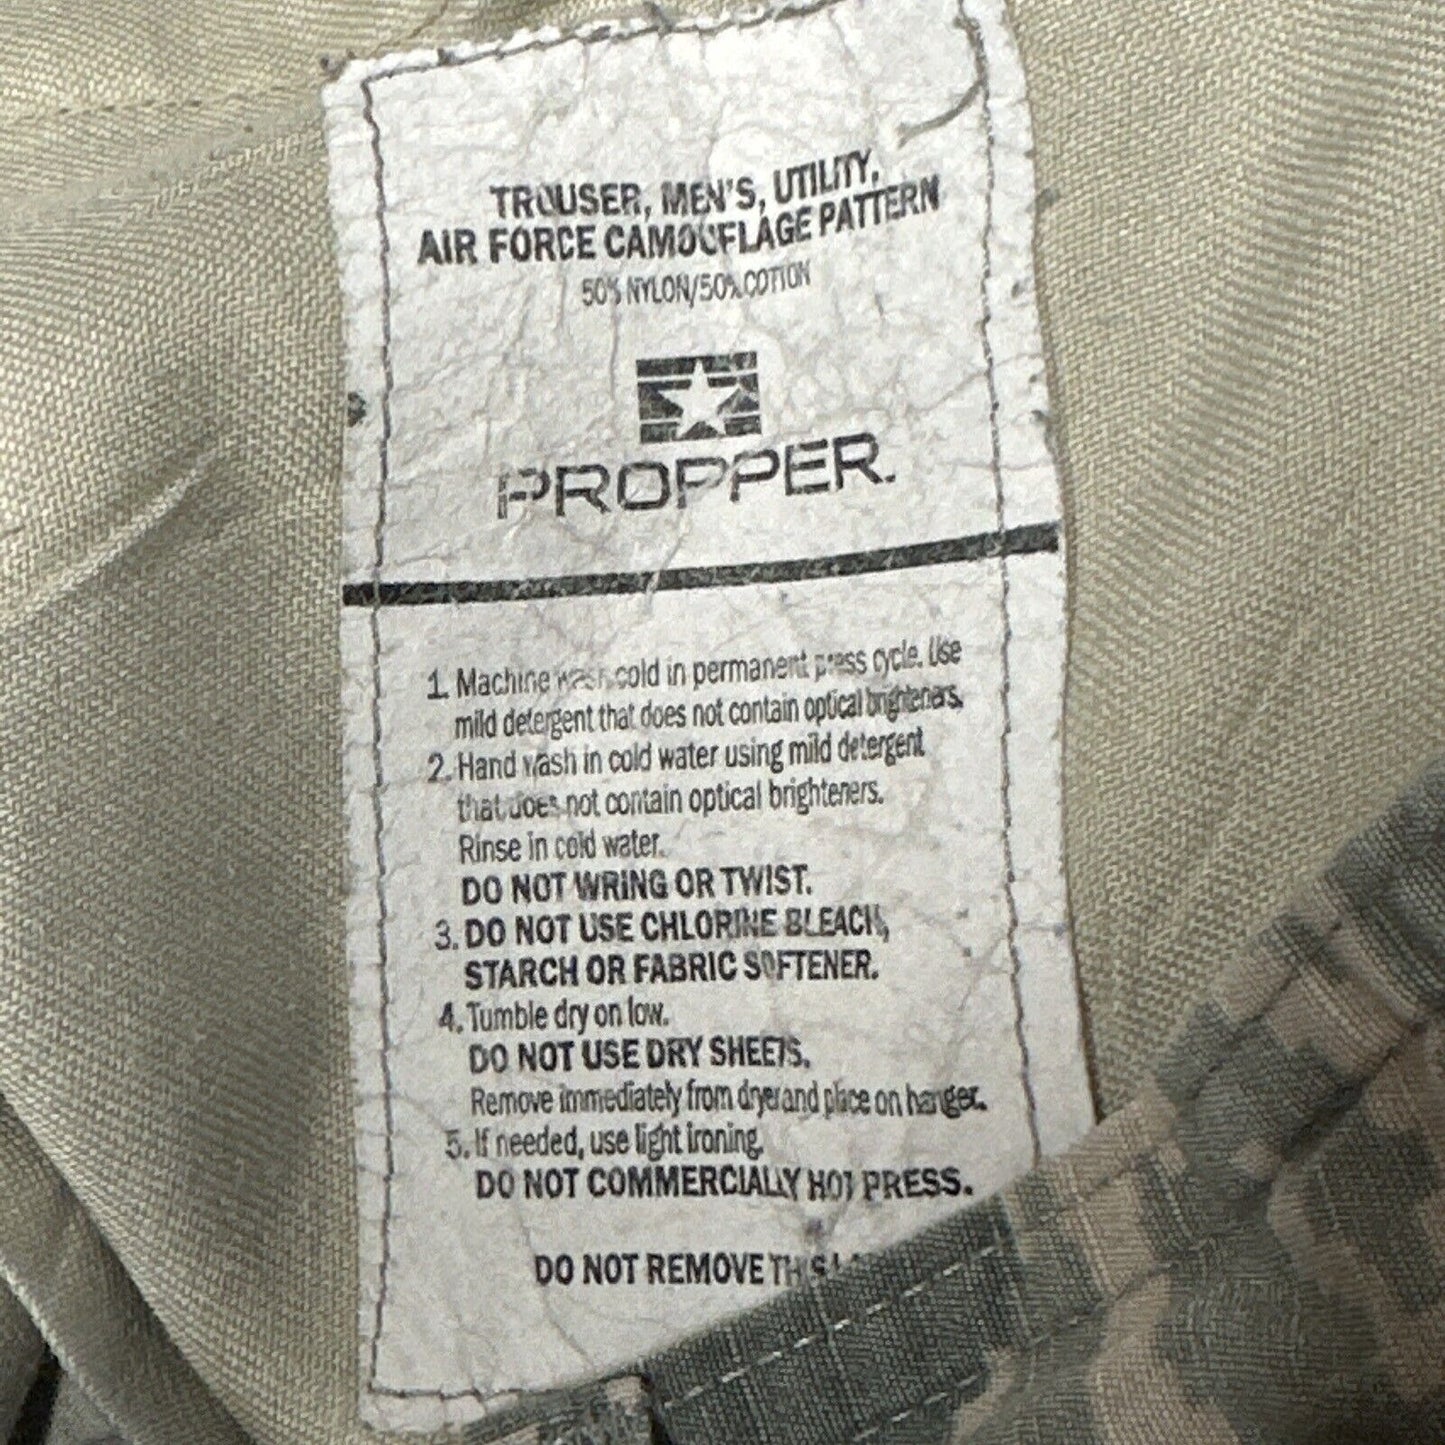 TROUSER, MEN'S, UTILITY,
AIR FORCE CAMOUFLAGE PATTERN
50% NYLON/50% COTTON
PROPPER.
1. Machine wash cold in permanent press cycle. Use
mild detergent that does not contain optical brighteners.
2. Hand wash in cold water using mild detergent
that does not contain optical brighteners.
Rinse in cold water.
DO NOT WRING OR TWIST.
3. DO NOT USE CHLORINE BLEACH,
STARCH OR FABRIC SOFTENER.
4. Tumble dry on low.
DO NOT USE DRY SHEETS.
Remove immediately from dryer and place on hanger.
5. If needed, use light ironing.
DO NOT COMMERCIALLY HOT PRESS.
DO NOT REMOVE THIS